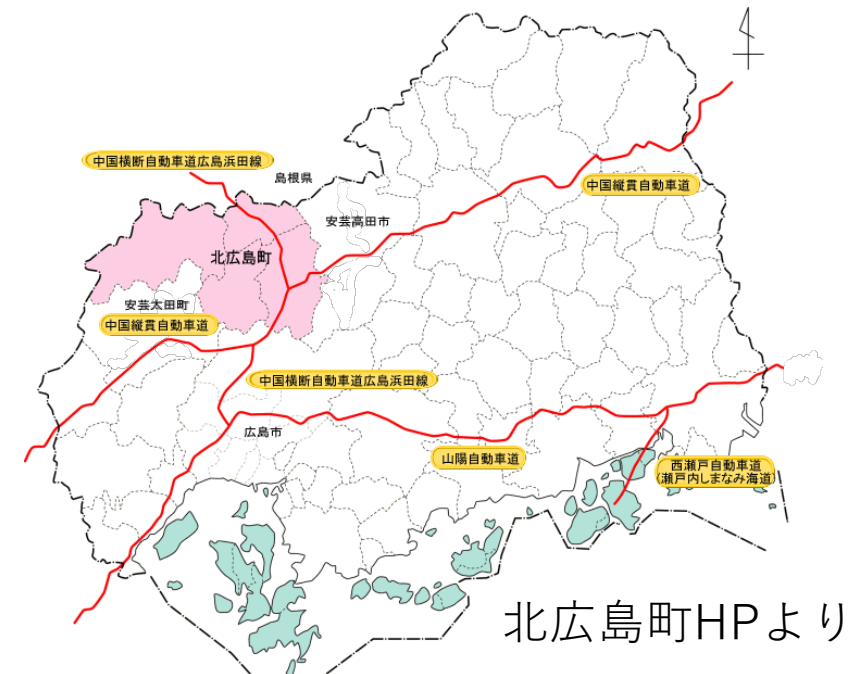 中国横断自動車道広島浜田線
島根県
中国縦貫自動車道
安芸高田市
北広島町
安芸太田町
中国縦貫自動車道
中国横断自動車道広島浜田線
広島市
山陽自動車道
西瀬戸自動車道
(瀬戸内しまなみ海道)
北広島町HPより